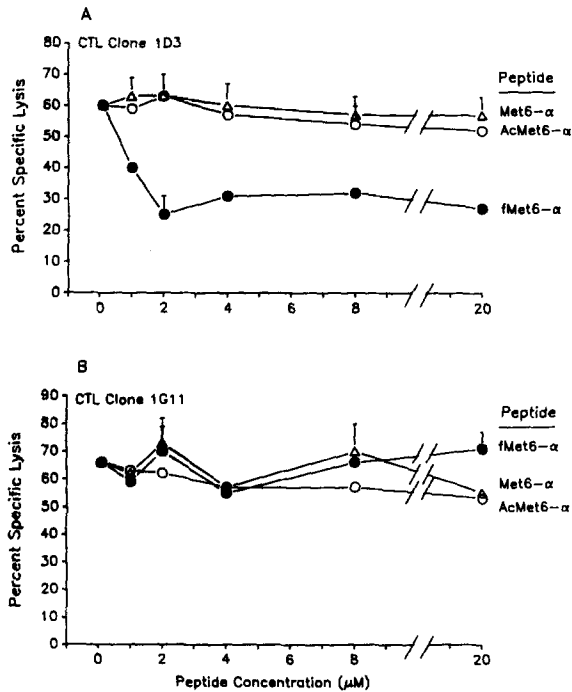 A
CTL Clone 1D3
Percent Specific Lysis
80
70
60
50
40
30
20
10
0
0 2 4 6 8 20
Peptide
Met6-α
AcMet6-α
fMet6-α
B
CTL Clone 1G11
Percent Specific Lysis
90
80
70
60
50
40
30
20
10
0
0 2 4 6 8 20
Peptide Concentration (μM)
Peptide
fMet6-α
Met6-α
AcMet6-α